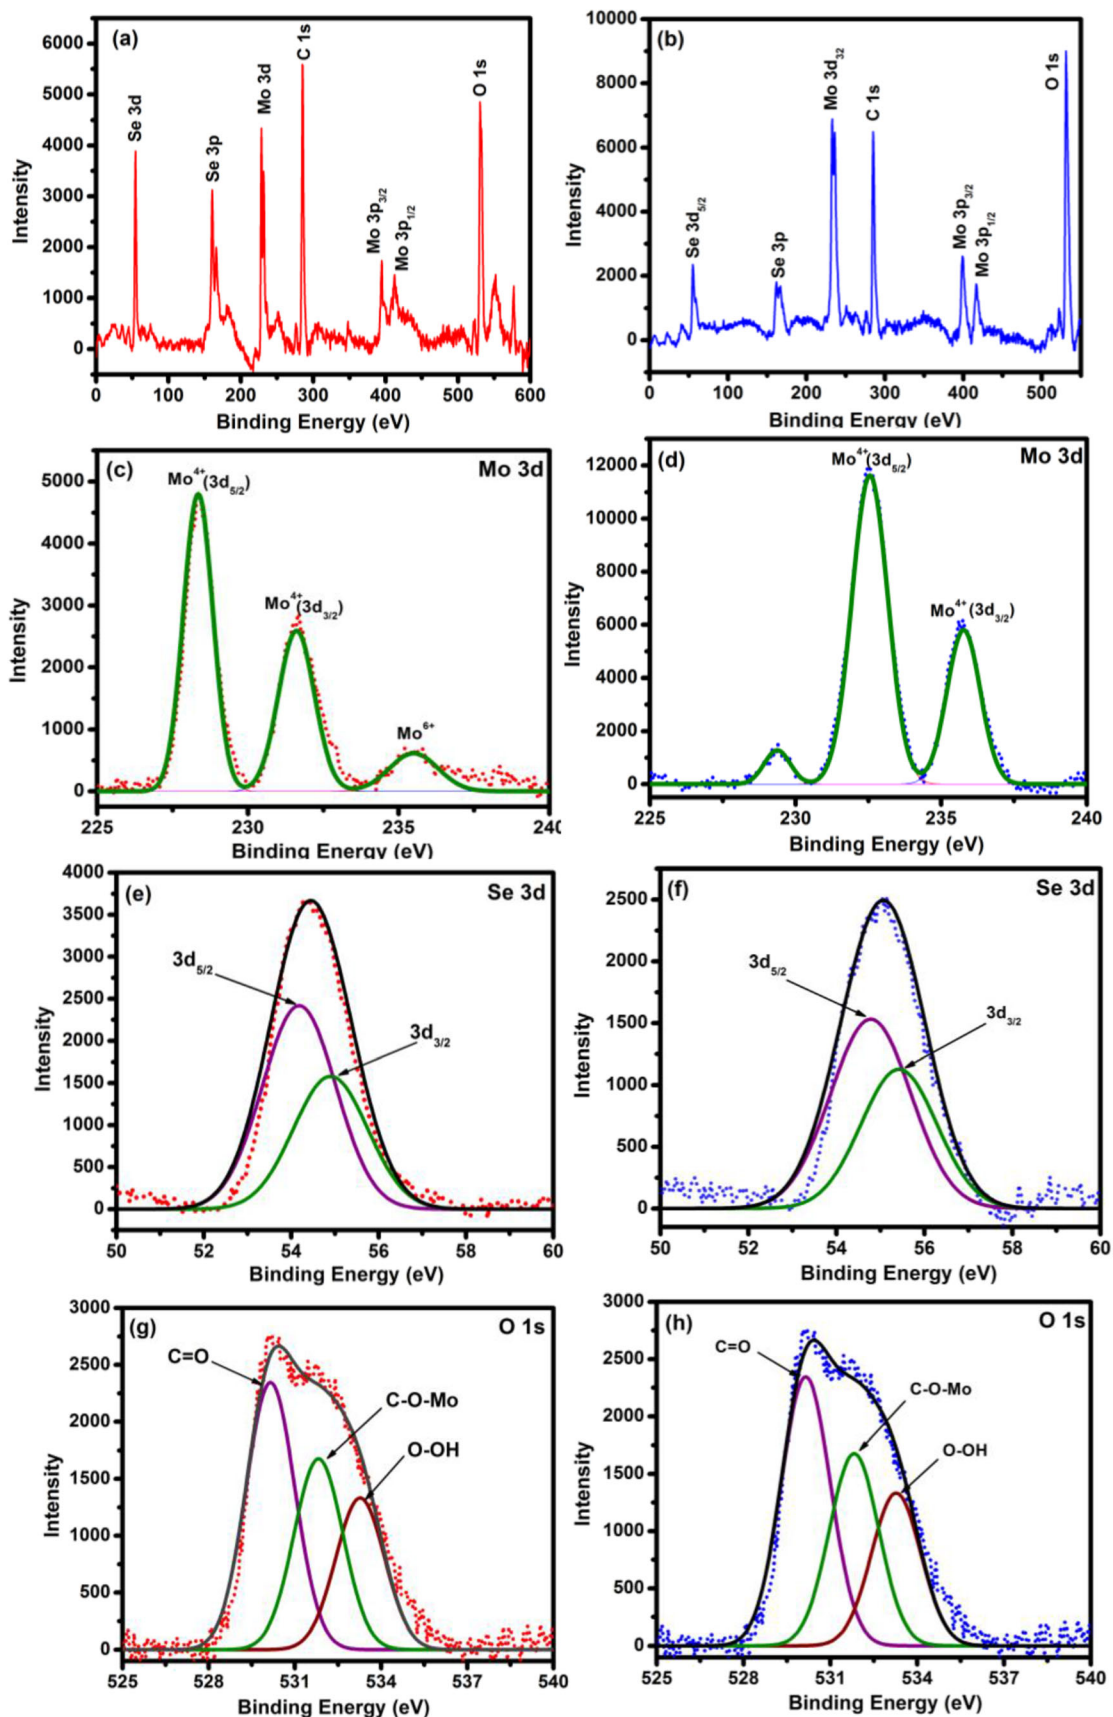 (a)
Se 3d
Se 3p
Mo 3d
C 1s
Mo 3p3/2
Mo 3p1/2
O 1s
Intensity
6000
5000
4000
3000
2000
1000
0
0 100 200 300 400 500 600
Binding Energy (eV)
(b)
Se 3d5/2
Se 3p
Mo 3d32
C 1s
Mo 3p3/2
Mo 3p1/2
O 1s
Intensity
10000
8000
6000
4000
2000
0
0 100 200 300 400 500
Binding Energy (eV)
(c)
Mo 3d
Mo4+(3d5/2)
Mo4+(3d3/2)
Mo6+
Intensity
5000
4000
3000
2000
1000
0
225 230 235 240
Binding Energy (eV)
(d)
Mo 3d
Mo4+(3d5/2)
Mo4+(3d3/2)
Intensity
12000
10000
8000
6000
4000
2000
0
225 230 235 240
Binding Energy (eV)
(e)
Se 3d
3d5/2
3d3/2
Intensity
4000
3500
3000
2500
2000
1500
1000
500
0
50 52 54 56 58 60
Binding Energy (eV)
(f)
Se 3d
3d5/2
3d3/2
Intensity
2500
2000
1500
1000
500
0
50 52 54 56 58 60
Binding Energy (eV)
(g)
O 1s
C=O
C-O-Mo
O-OH
Intensity
3000
2500
2000
1500
1000
500
0
525 528 531 534 537 540
Binding Energy (eV)
(h)
O 1s
C=O
C-O-Mo
O-OH
Intensity
3000
2500
2000
1500
1000
500
0
525 528 531 534 537 540
Binding Energy (eV)